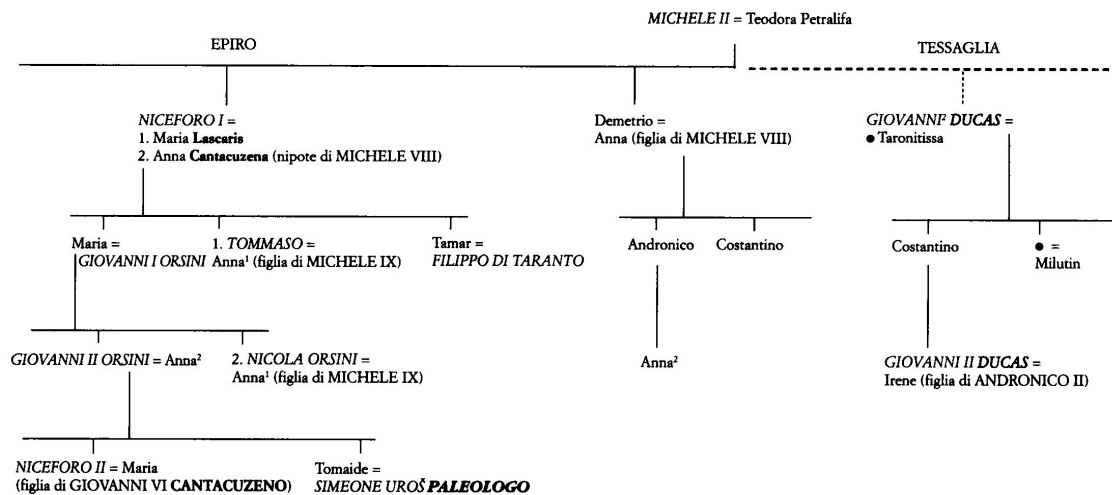 MICHELE II = Teodora Petralifa
EPIRO
TESSAGLIA
NICEFORO I =
1. Maria Lascaris
2. Anna Cantacuzena (nipote di MICHELE VIII)
Demetrio =
Anna (figlia di MICHELE VIII)
GIOVANNI² DUCAS =
● Taronitissa
Maria =
GIOVANNI I ORSINI
1. TOMMASO =
Anna¹ (figlia di MICHELE IX)
Tamar =
FILIPPO DI TARANTO
Andronico
Costantino
Costantino
● =
Milutin
GIOVANNI II ORSINI = Anna²
2. NICOLA ORSINI =
Anna¹ (figlia di MICHELE IX)
Anna²
GIOVANNI II DUCAS =
Irene (figlia di ANDRONICO II)
NICEFORO II = Maria
(figlia di GIOVANNI VI CANTACUZENO)
Tomaide =
SIMEONE UROŠ PALEOLOGO